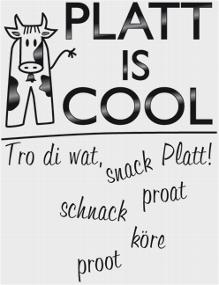 PLATT
IS
COOL
Tro di wat, snack Platt!
schnack proat
köre
proot